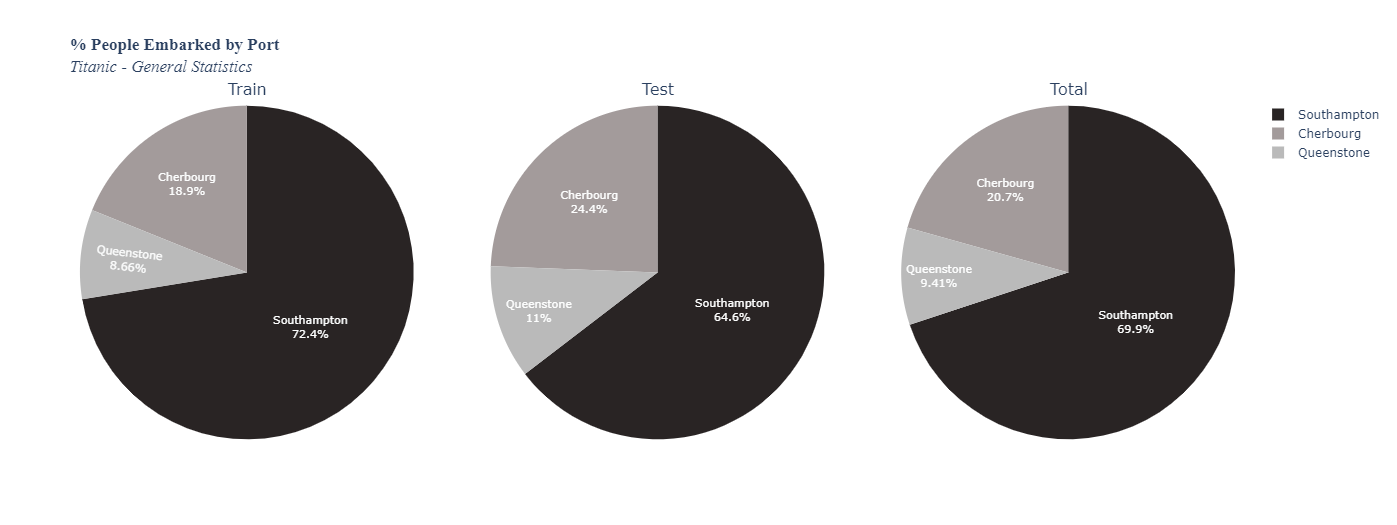 % People Embarked by Port
Titanic - General Statistics
Train
Cherbourg
18.9%
Queenstone
8.66%
Southampton
72.4%
Test
Cherbourg
24.4%
Queenstone
11%
Southampton
64.6%
Total
Cherbourg
20.7%
Queenstone
9.41%
Southampton
69.9%
Southampton
Cherbourg
Queenstone